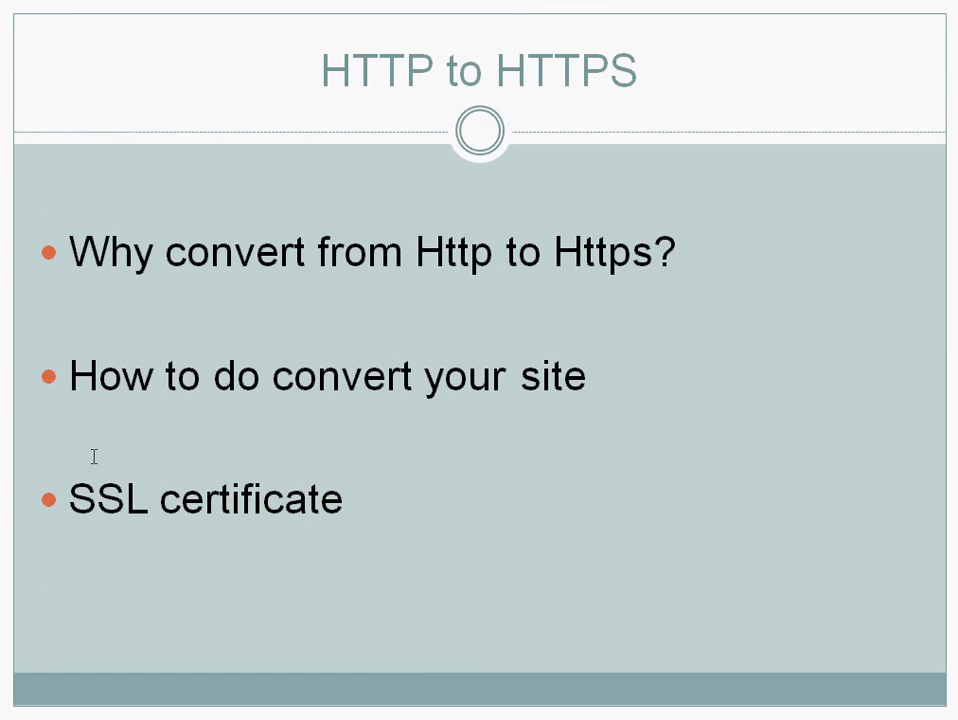 HTTP to HTTPS
Why convert from Http to Https?
How to do convert your site
SSL certificate